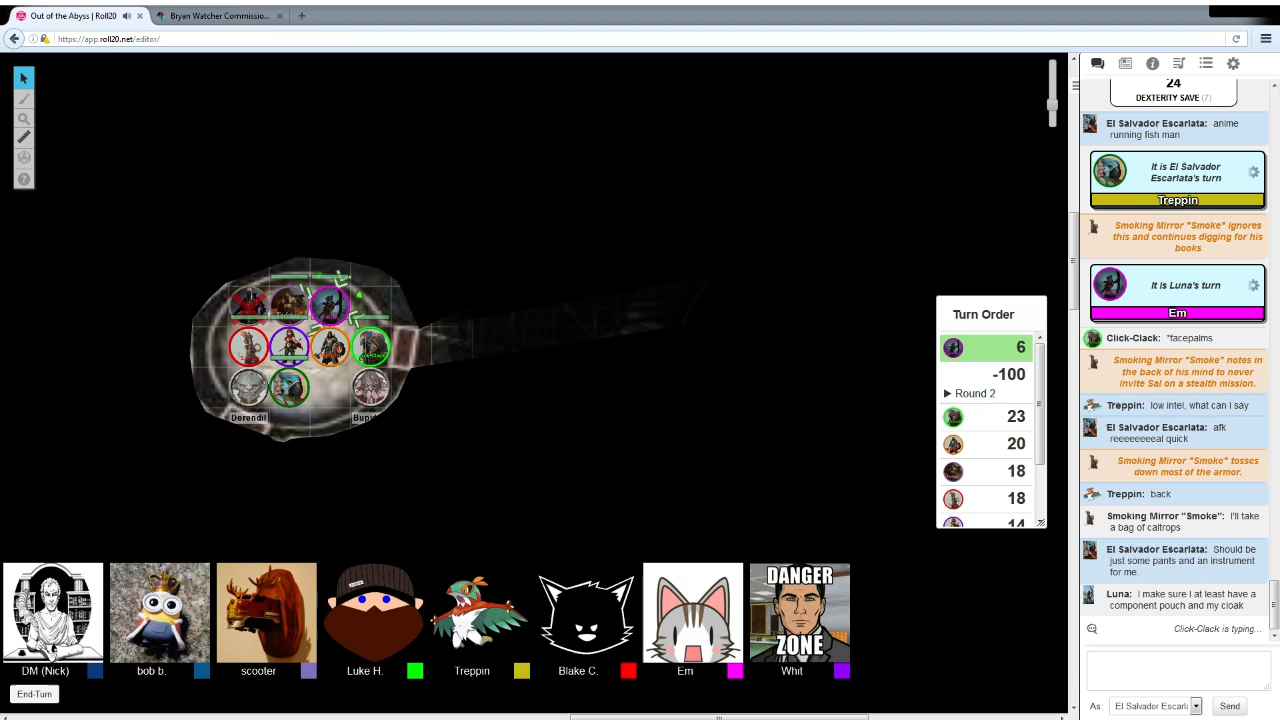 Out of the Abyss | Roll20
Bryan Watcher Commissio...
https://app.roll20.net/editor/
24
DEXTERITY SAVE (7)
El Salvador Escarlata: anime
running fish man
It is El Salvador
Escarlata's turn
Treppin
Smoking Mirror "Smoke" ignores
this and continues digging for his
books
It is Luna's turn
Em
Click-Clack: *facepalms
Smoking Mirror "Smoke" notes in
the back of his mind to never
invite Sal on a stealth mission.
Treppin: low intel, what can I say
El Salvador Escarlata: afk
reeeeeeeal quick
Smoking Mirror "Smoke" tosses
down most of the armor.
Treppin: back
Smoking Mirror "Smoke": I'll take
a bag of caltrops
El Salvador Escarlata: Should be
just some pants and an instrument
for me.
Luna: I make sure I at least have a
component pouch and my cloak
Click-Clack is typing...
As: El Salvador Escarla
Send
Turn Order
6
-100
▶ Round 2
23
20
18
18
14
Derendil
DANGER
ZONE
DM (Nick)
bob b.
scooter
Luke H.
Treppin
Blake C.
Em
Whit
End-Turn